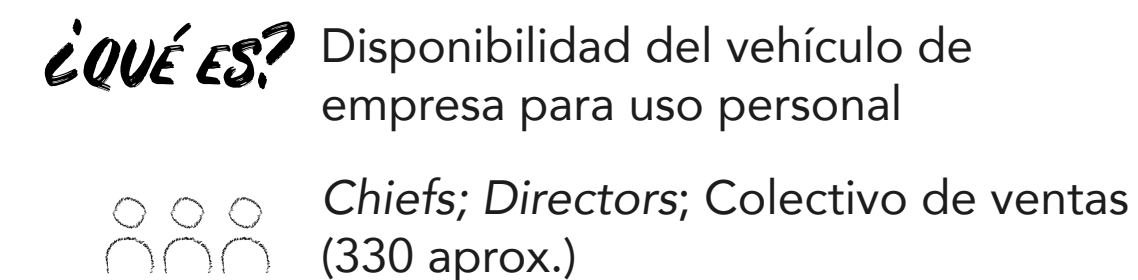 ¿QUÉ ES?
Disponibilidad del vehículo de
empresa para uso personal
Chiefs; Directors; Colectivo de ventas
(330 aprox.)